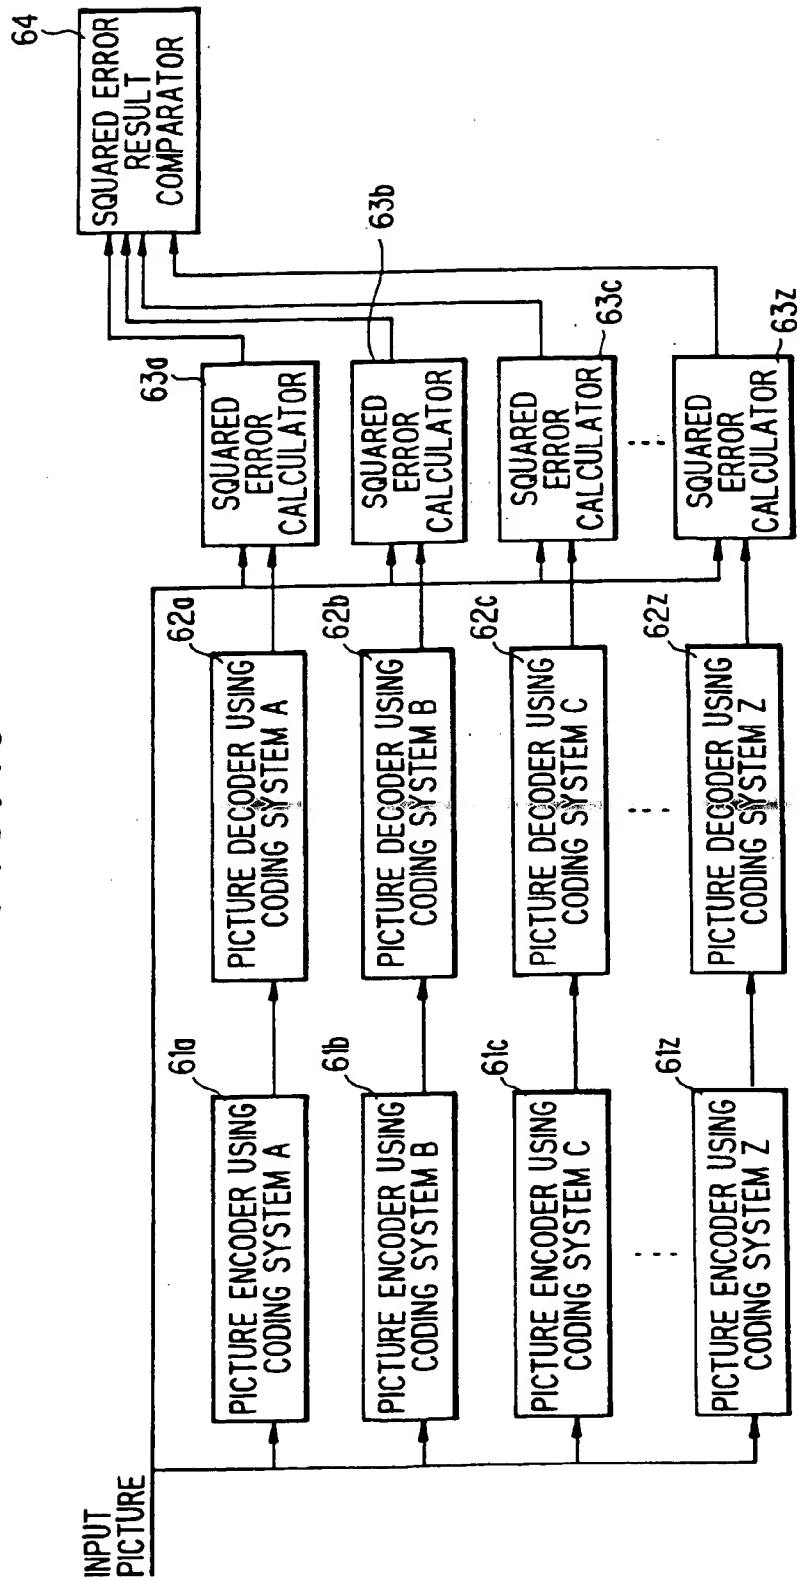 INPUT
PICTURE
61a
PICTURE ENCODER USING
CODING SYSTEM A
62a
PICTURE DECODER USING
CODING SYSTEM A
63a
SQUARED
ERROR
CALCULATOR
64
SQUARED ERROR
RESULT
COMPARATOR
61b
PICTURE ENCODER USING
CODING SYSTEM B
62b
PICTURE DECODER USING
CODING SYSTEM B
63b
SQUARED
ERROR
CALCULATOR
61c
PICTURE ENCODER USING
CODING SYSTEM C
62c
PICTURE DECODER USING
CODING SYSTEM C
63c
SQUARED
ERROR
CALCULATOR
61z
PICTURE ENCODER USING
CODING SYSTEM Z
62z
PICTURE DECODER USING
CODING SYSTEM Z
63z
SQUARED
ERROR
CALCULATOR